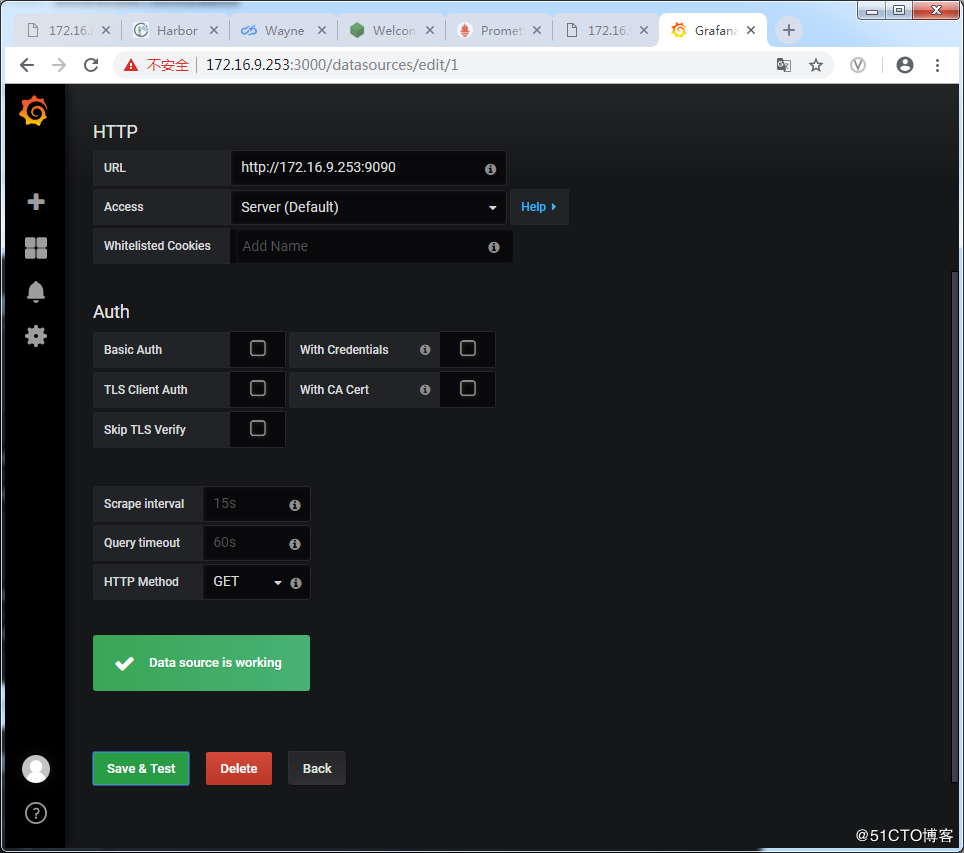 172.16. Harbor Wayne Welcon Promet 172.16. Grafana
不安全 172.16.9.253:3000/datasources/edit/1
HTTP
URL http://172.16.9.253:9090
Access Server (Default) Help
Whitelisted Cookies Add Name
Auth
Basic Auth With Credentials
TLS Client Auth With CA Cert
Skip TLS Verify
Scrape interval 15s
Query timeout 60s
HTTP Method GET
Data source is working
Save & Test Delete Back
@51CTO博客